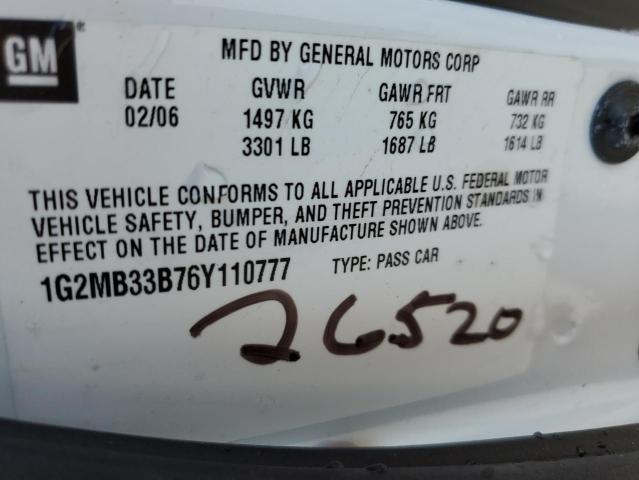 GM ®
MFD BY GENERAL MOTORS CORP
DATE GVWR GAWR FRT GAWR RR
02/06 1497 KG 765 KG 732 KG
3301 LB 1687 LB 1614 LB
THIS VEHICLE CONFORMS TO ALL APPLICABLE U.S. FEDERAL MOTOR
VEHICLE SAFETY, BUMPER, AND THEFT PREVENTION STANDARDS IN
EFFECT ON THE DATE OF MANUFACTURE SHOWN ABOVE.
1G2MB33B76Y110777 TYPE: PASS CAR
26520